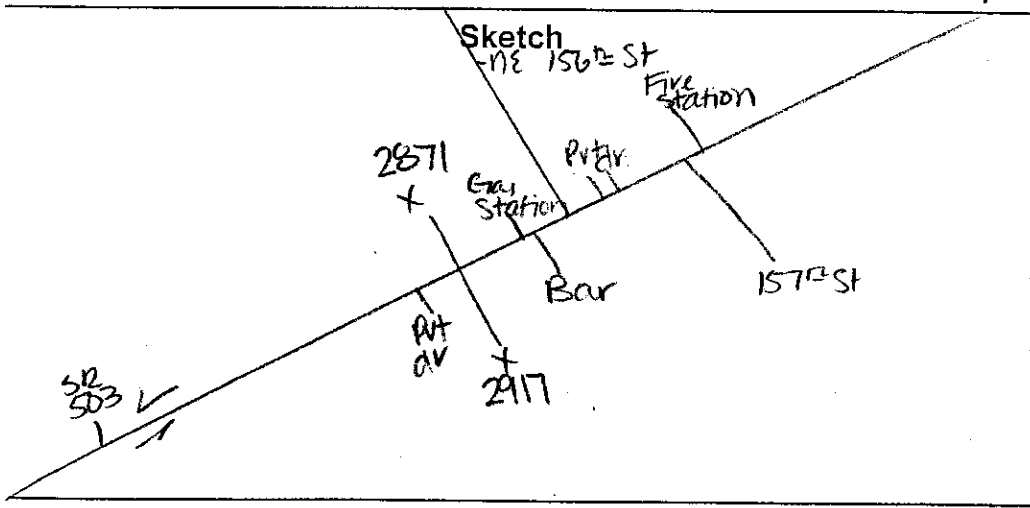 Sketch
NE 156th St
Fire
Station
2871
Pvt dr
Gas
Station
Bar
157th St
Pvt
dr
2917
SR
503